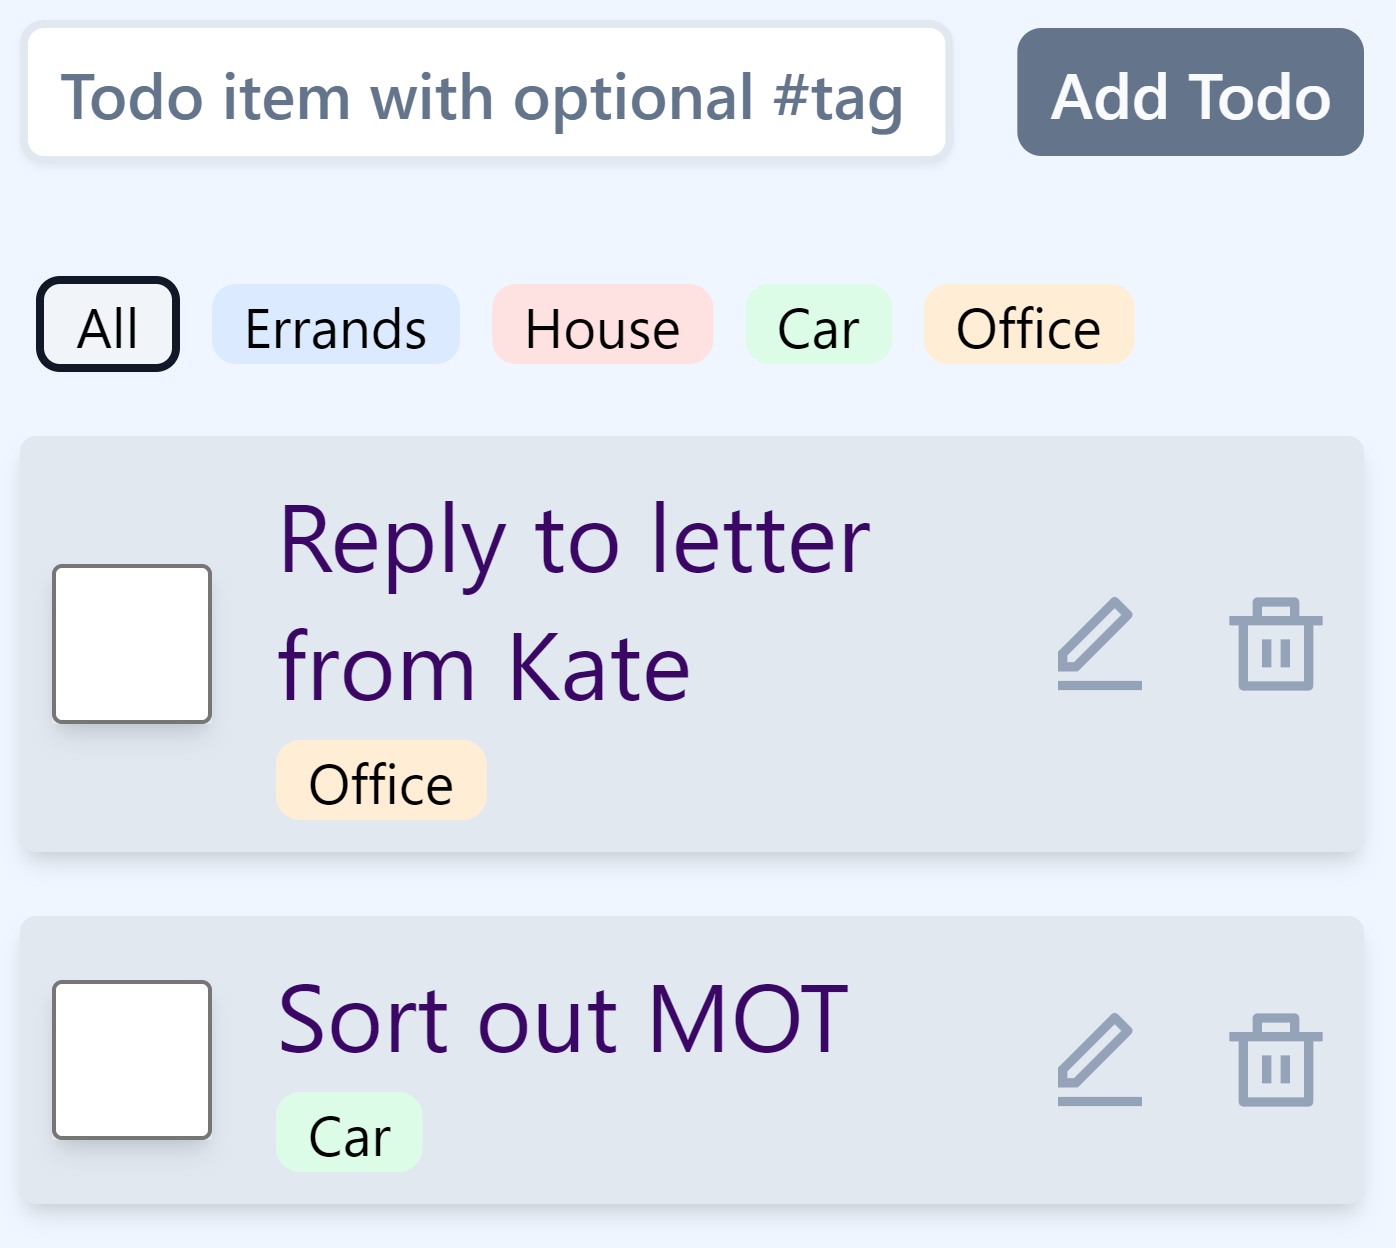 Todo item with optional #tag
Add Todo
All
Errands
House
Car
Office
Reply to letter
from Kate
Office
Sort out MOT
Car